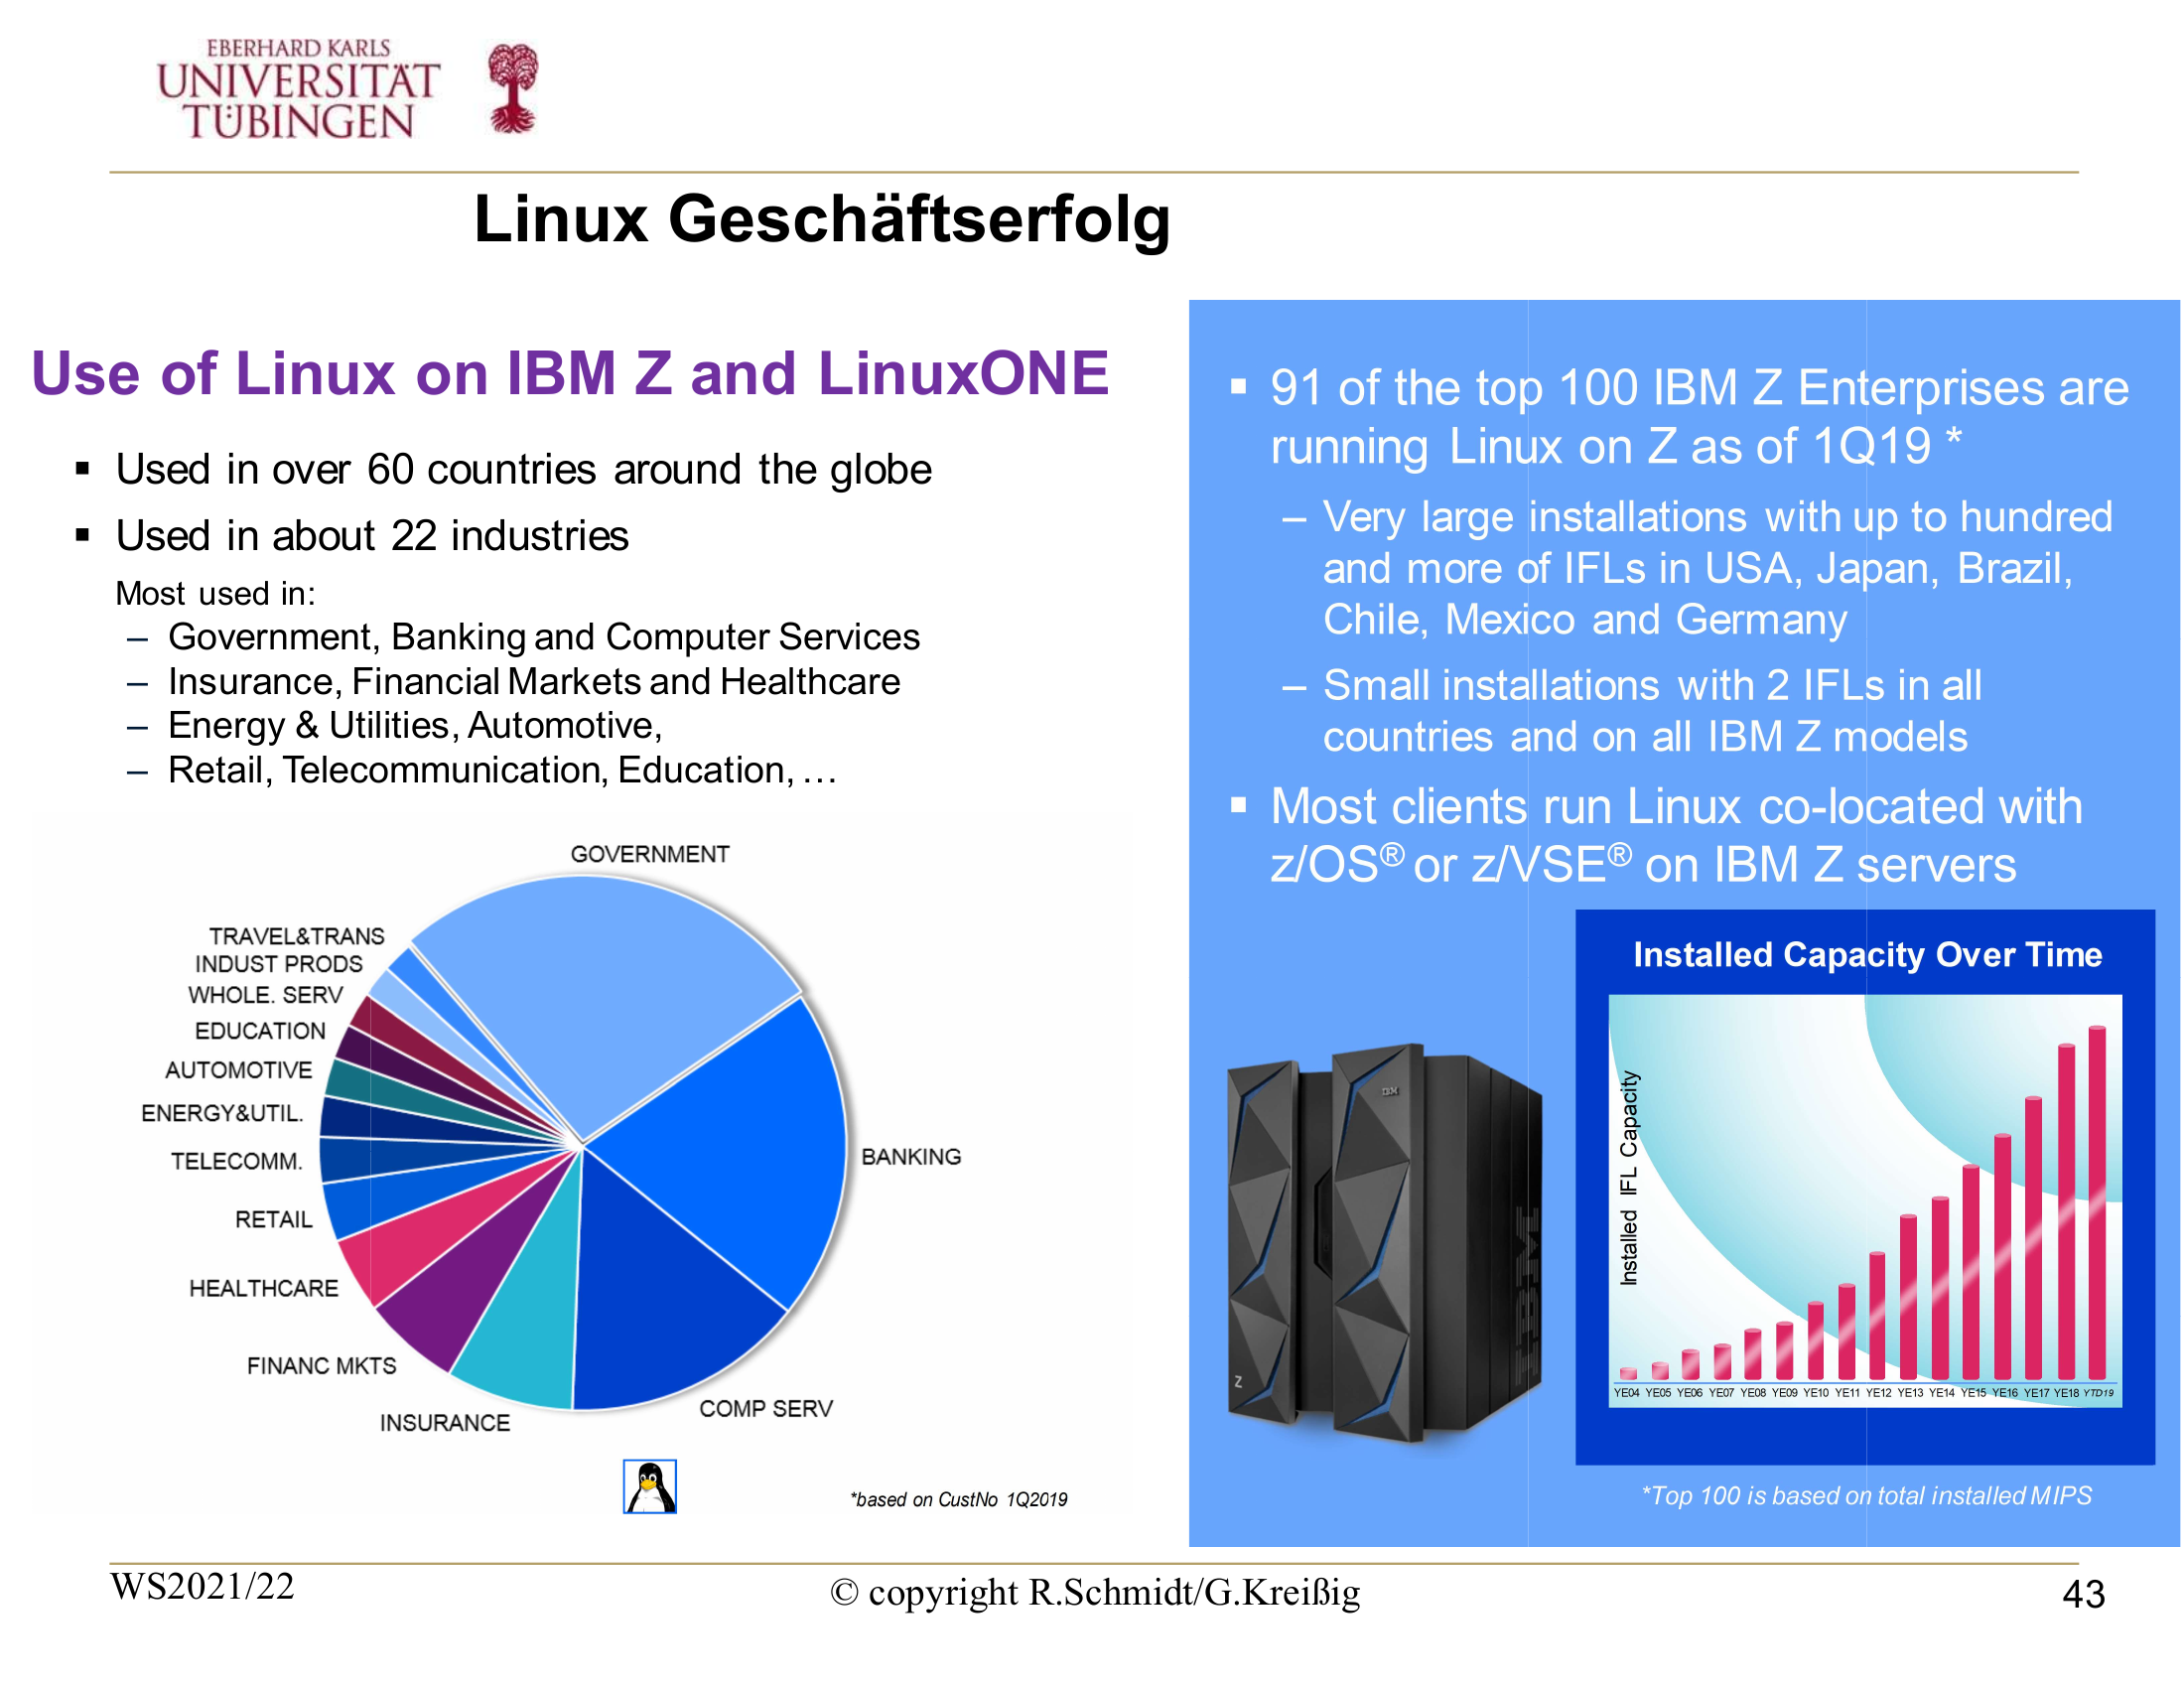 EBERHARD KARLS
UNIVERSITÄT
TÜBINGEN
Linux Geschäftserfolg
Use of Linux on IBM Z and LinuxONE
▪ Used in over 60 countries around the globe
▪ Used in about 22 industries
Most used in:
– Government, Banking and Computer Services
– Insurance, Financial Markets and Healthcare
– Energy & Utilities, Automotive,
– Retail, Telecommunication, Education, …
GOVERNMENT
TRAVEL&TRANS
INDUST PRODS
WHOLE. SERV
EDUCATION
AUTOMOTIVE
ENERGY&UTIL.
TELECOMM.
RETAIL
HEALTHCARE
FINANC MKTS
INSURANCE
COMP SERV
BANKING
*based on CustNo 1Q2019
▪ 91 of the top 100 IBM Z Enterprises are
running Linux on Z as of 1Q19 *
– Very large installations with up to hundred
and more of IFLs in USA, Japan, Brazil,
Chile, Mexico and Germany
– Small installations with 2 IFLs in all
countries and on all IBM Z models
▪ Most clients run Linux co-located with
z/OS® or z/VSE® on IBM Z servers
IBM
IBM
Z
Installed Capacity Over Time
Installed IFL Capacity
YE04 YE05 YE06 YE07 YE08 YE09 YE10 YE11 YE12 YE13 YE14 YE15 YE16 YE17 YE18 YTD19
*Top 100 is based on total installed MIPS
WS2021/22
© copyright R.Schmidt/G.Kreißig
43